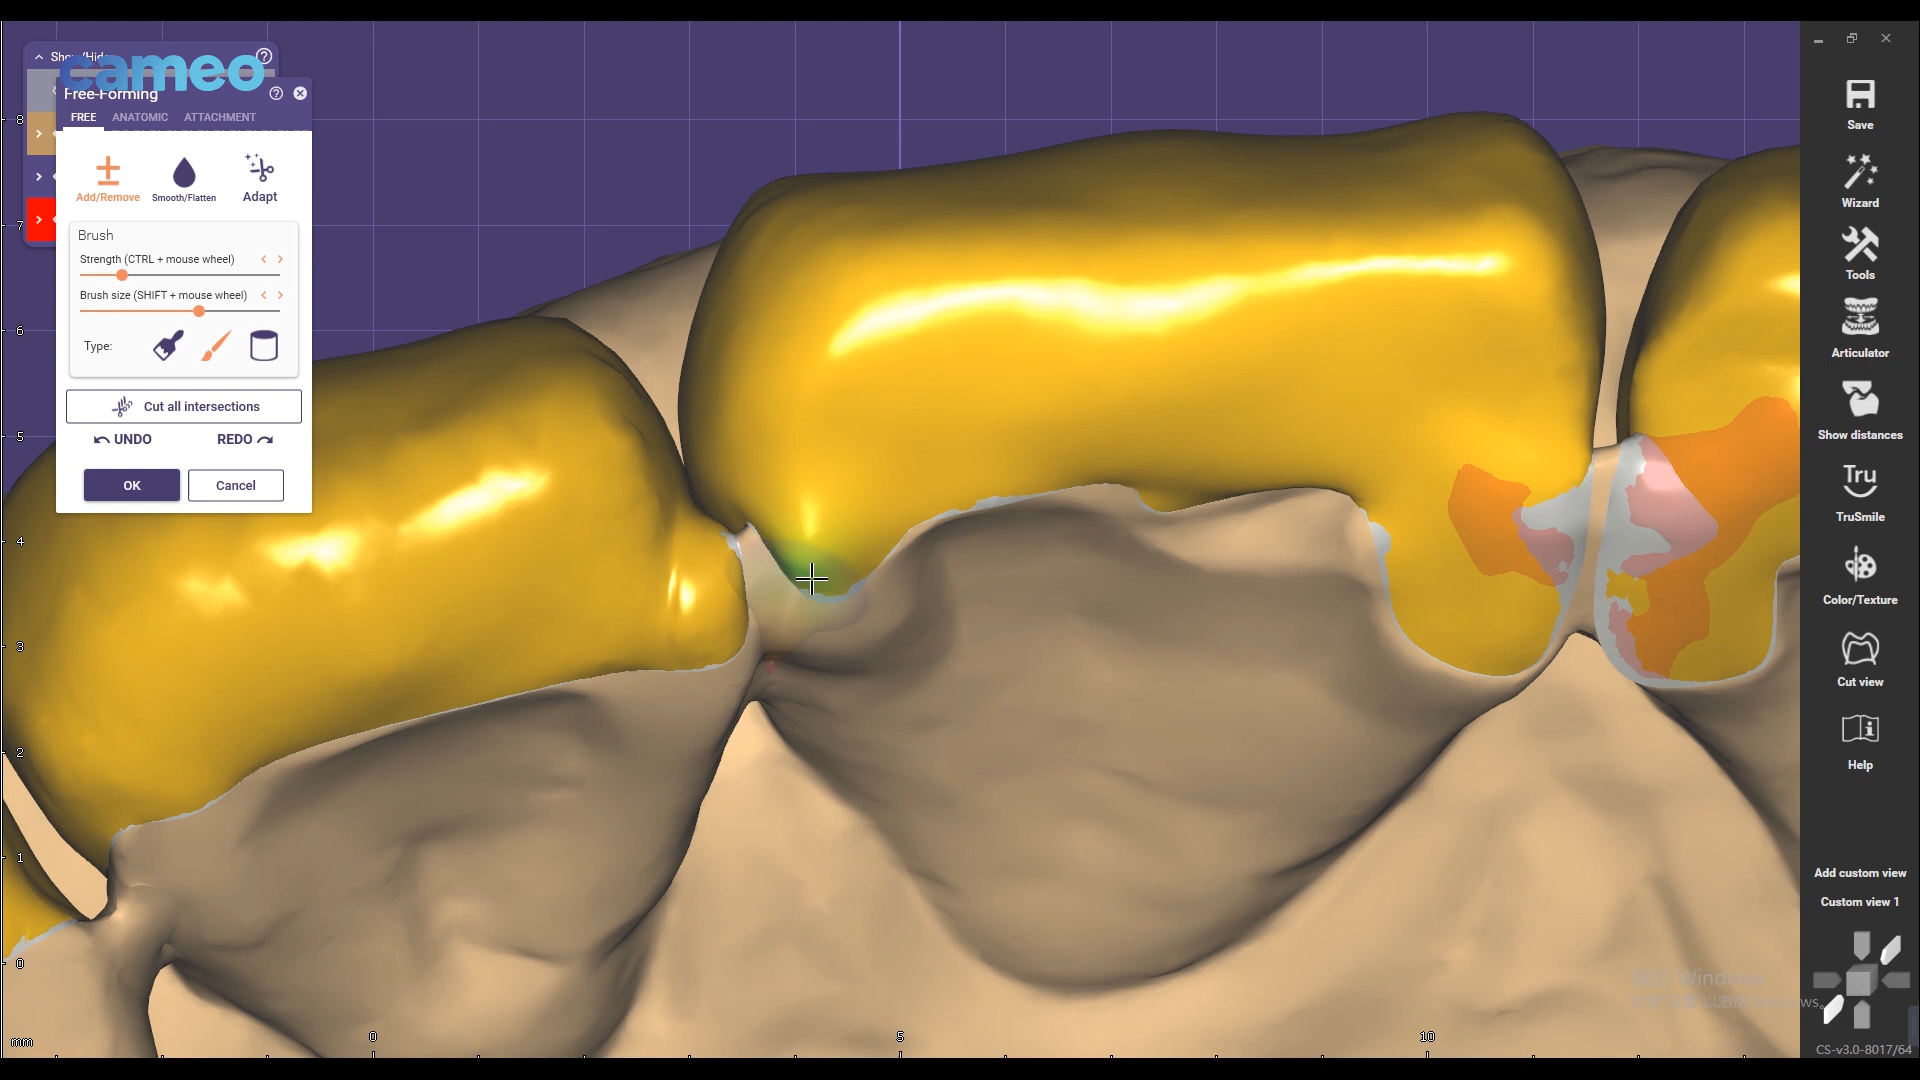 Show/Hide
cameo
Free-Forming
FREE ANATOMIC ATTACHMENT
Add/Remove Smooth/Flatten Adapt
Brush
Strength (CTRL + mouse wheel)
Brush size (SHIFT + mouse wheel)
Type:
Cut all intersections
UNDO REDO
OK Cancel
8
7
6
5
4
3
2
1
0
mm
0 5 10
Save
Wizard
Tools
Articulator
Show distances
Tru
TruSmile
Color/Texture
Cut view
Help
Add custom view
Custom view 1
Windows
CS-v3.0-8017/64